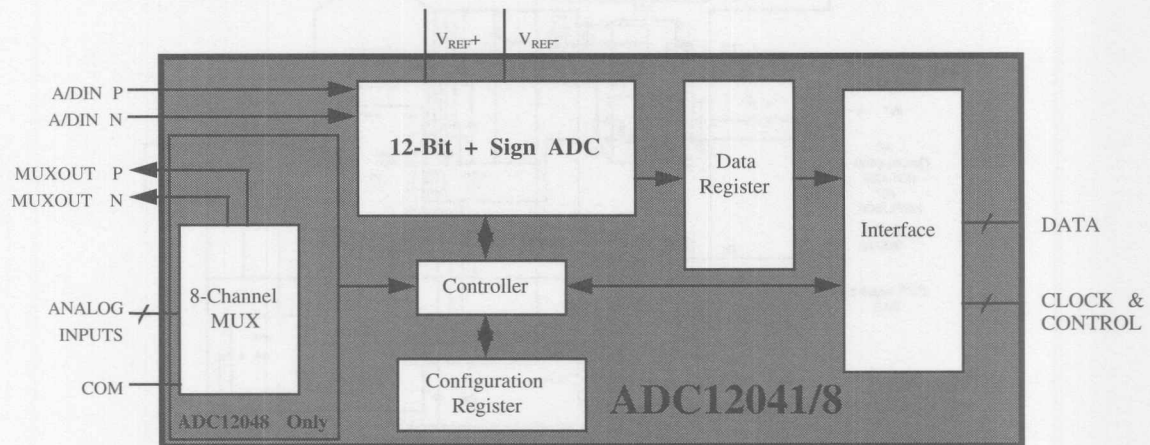 V_REF+ V_REF-
A/DIN P
A/DIN N
MUXOUT P
MUXOUT N
12-Bit + Sign ADC
Data
Register
Interface
DATA
8-Channel
MUX
Controller
ANALOG
INPUTS
CLOCK &
CONTROL
COM
Configuration
Register
ADC12041/8
ADC12048 Only